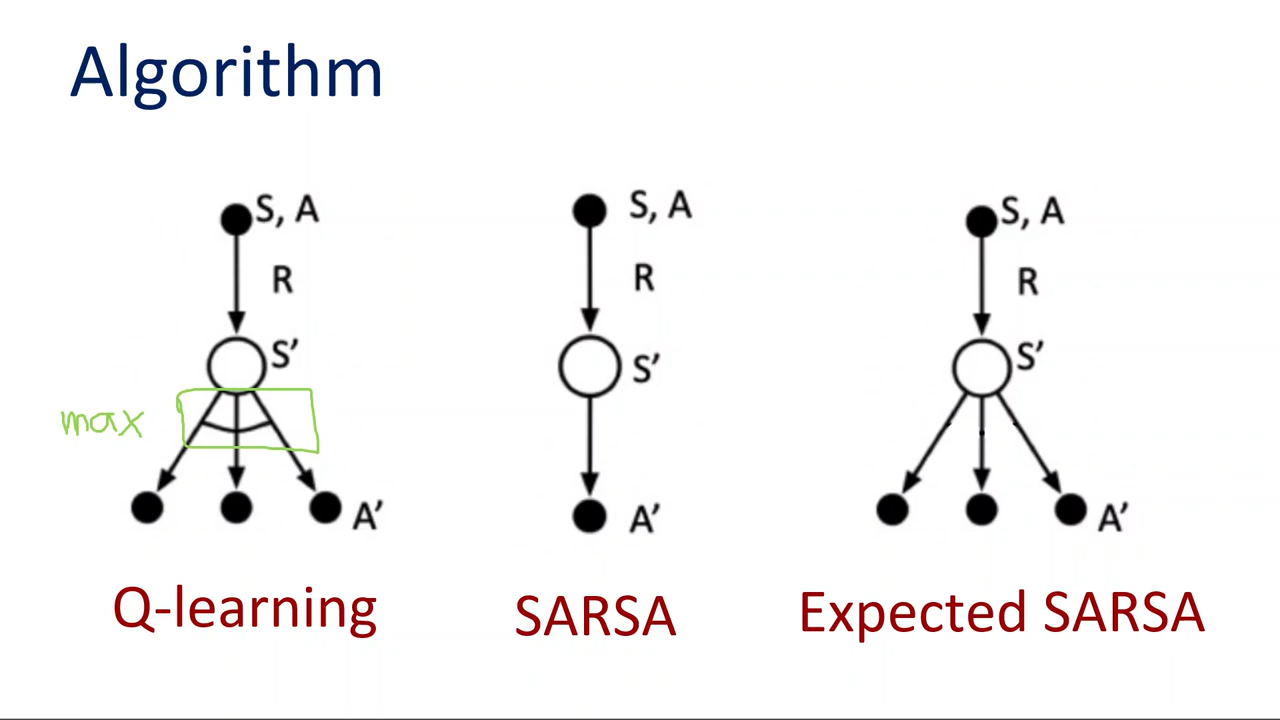 Algorithm
S, A
R
S’
max
A’
Q-learning
S, A
R
S’
A’
SARSA
S, A
R
S’
A’
Expected SARSA